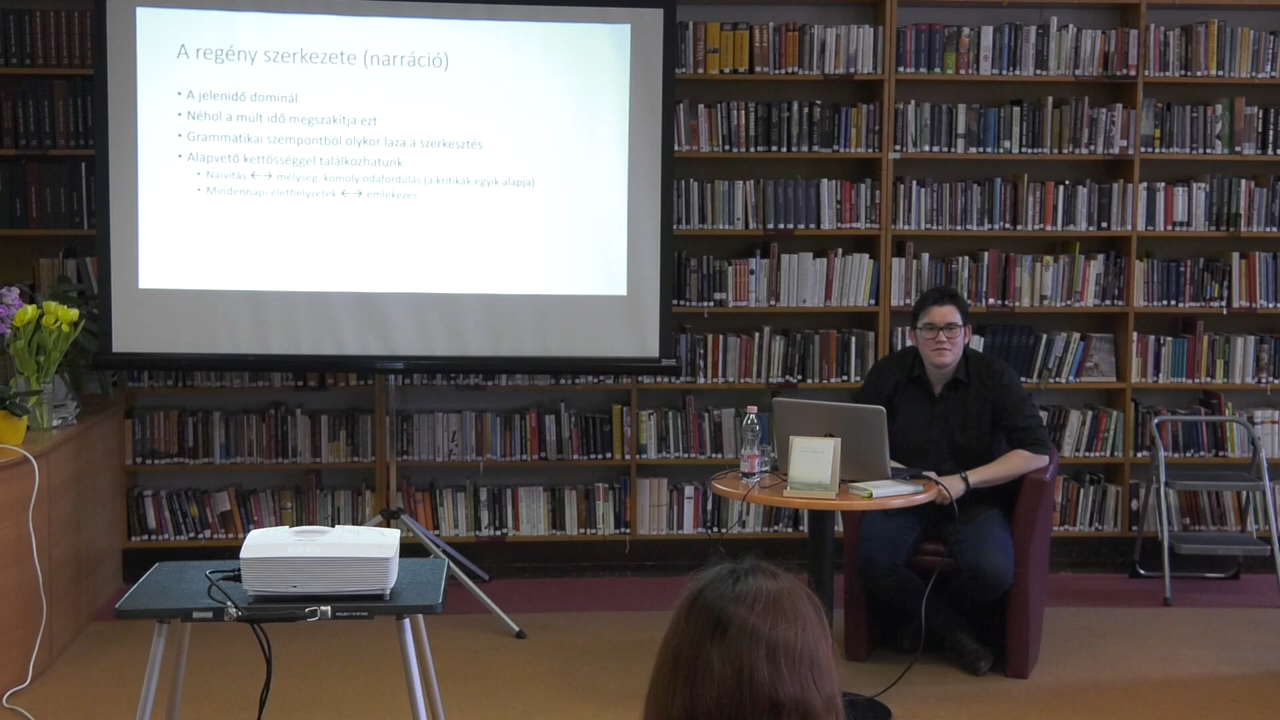 A regény szerkezete (narráció)
• A jelenidő dominál
• Néhol a mult idő megszakítja ezt
• Grammatikai szempontból olykor laza a szerkesztés
• Alapvető kettősséggel találkozhatunk
• Naivitás ←→ mélység, komoly odafordulás (a kritikák egyik alapja)
• Mindennapi élethelyzetek ←→ emlékezés